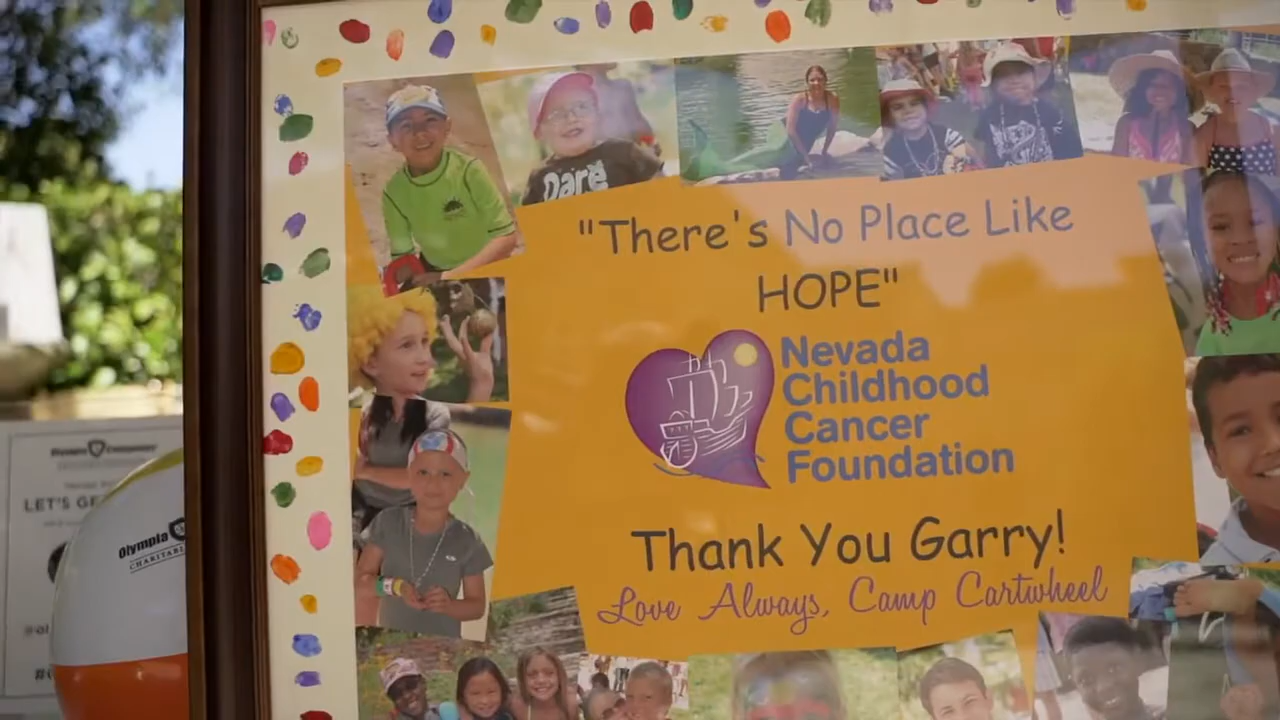 Dare
"There's No Place Like
HOPE"
Nevada
Childhood
Cancer
Foundation
Thank You Garry!
Love Always, Camp Cartwheel
LET'S GE
Olympia
CHARITABL